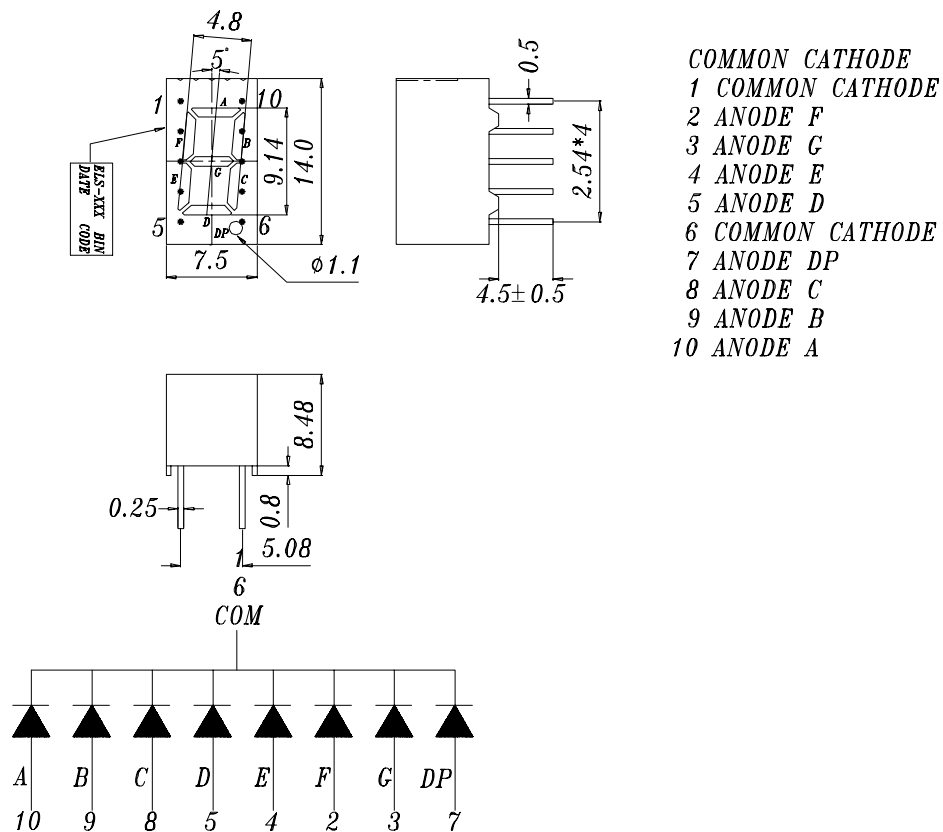 4.8
5°
1
10
A
F
B
G
E
C
D
5
DP
6
9.14
14.0
7.5
ø1.1
ELS-XXX BIN
DATE CODE
0.5
2.54*4
4.5±0.5
COMMON CATHODE
1 COMMON CATHODE
2 ANODE F
3 ANODE G
4 ANODE E
5 ANODE D
6 COMMON CATHODE
7 ANODE DP
8 ANODE C
9 ANODE B
10 ANODE A
8.48
0.25
0.8
5.08
1
6
COM
A B C D E F G DP
10 9 8 5 4 2 3 7